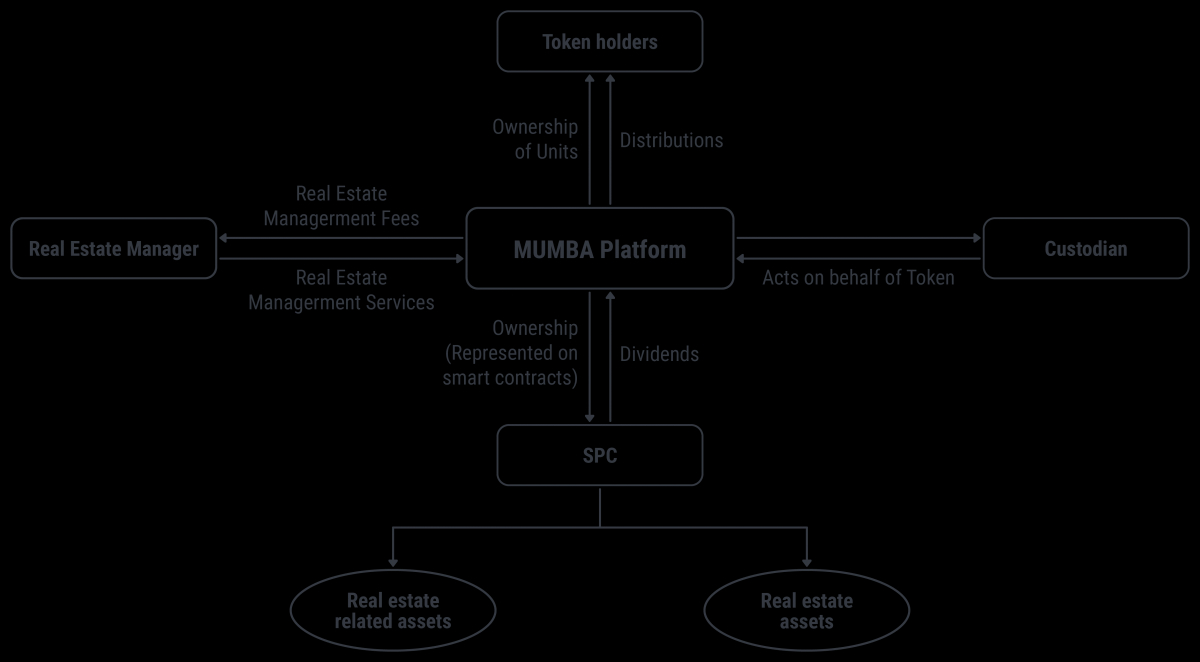 Token holders
Ownership
of Units
Distributions
Real Estate
Managerment Fees
Real Estate Manager
MUMBA Platform
Custodian
Real Estate
Managerment Services
Acts on behalf of Token
Ownership
(Represented on
smart contracts)
Dividends
SPC
Real estate
related assets
Real estate
assets